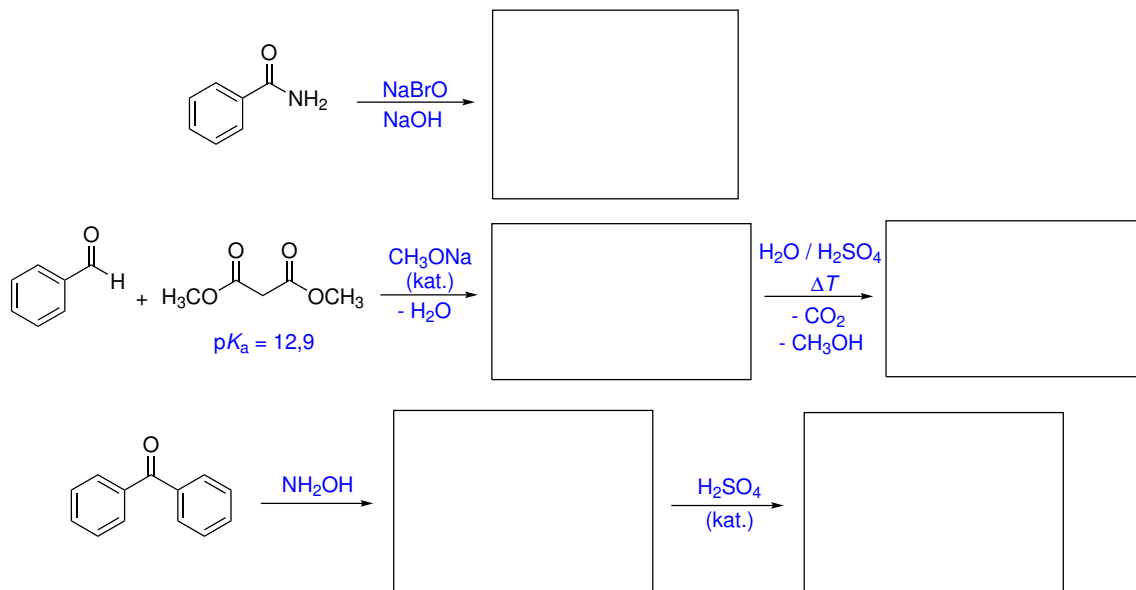 O
NH₂
NaBrO
NaOH
O
H
+
O O
H₃CO OCH₃
pKₐ = 12,9
CH₃ONa
(kat.)
- H₂O
H₂O / H₂SO₄
ΔT
- CO₂
- CH₃OH
O
NH₂OH
H₂SO₄
(kat.)